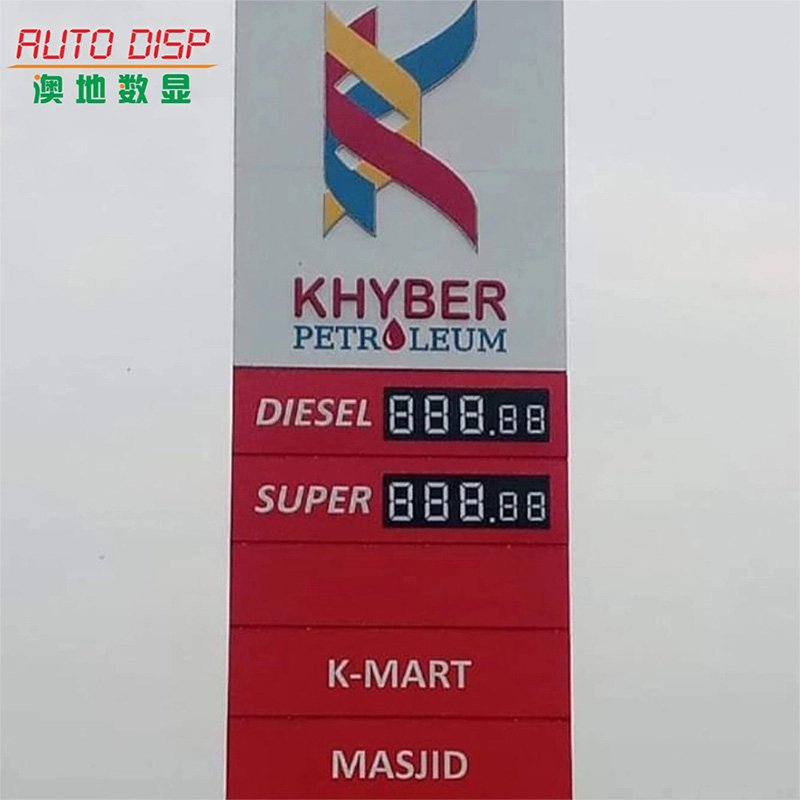 AUTO DISP
澳地数显
KHYBER
PETROLEUM
DIESEL 888.88
SUPER 888.88
K-MART
MASJID